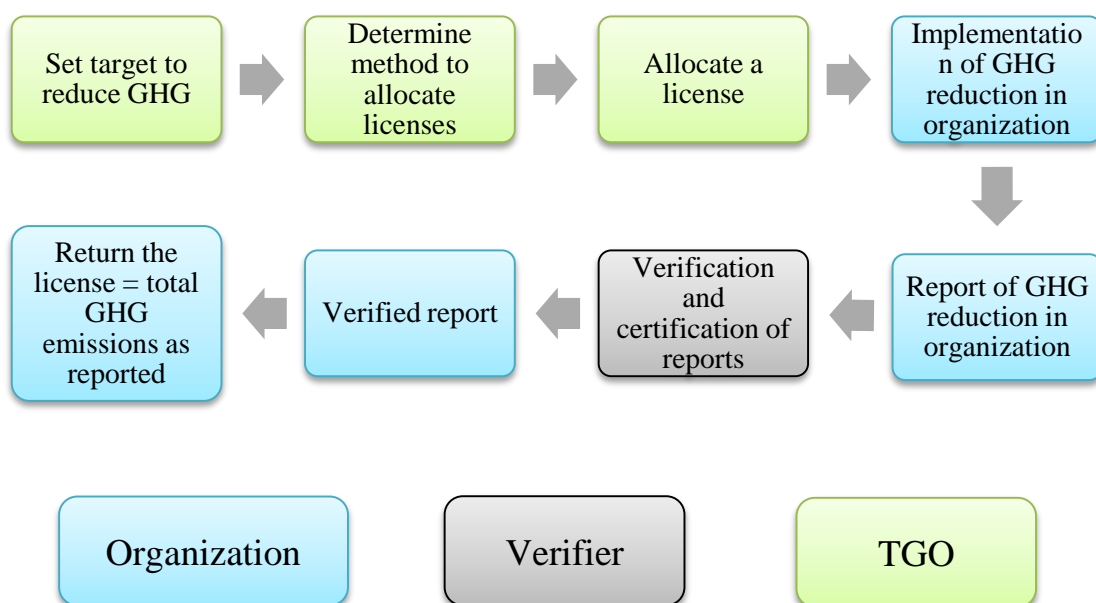 Set target to
reduce GHG
Determine
method to
allocate
licenses
Allocate a
license
Implementatio
n of GHG
reduction in
organization
Return the
license = total
GHG
emissions as
reported
Verified report
Verification
and
certification of
reports
Report of GHG
reduction in
organization
Organization
Verifier
TGO